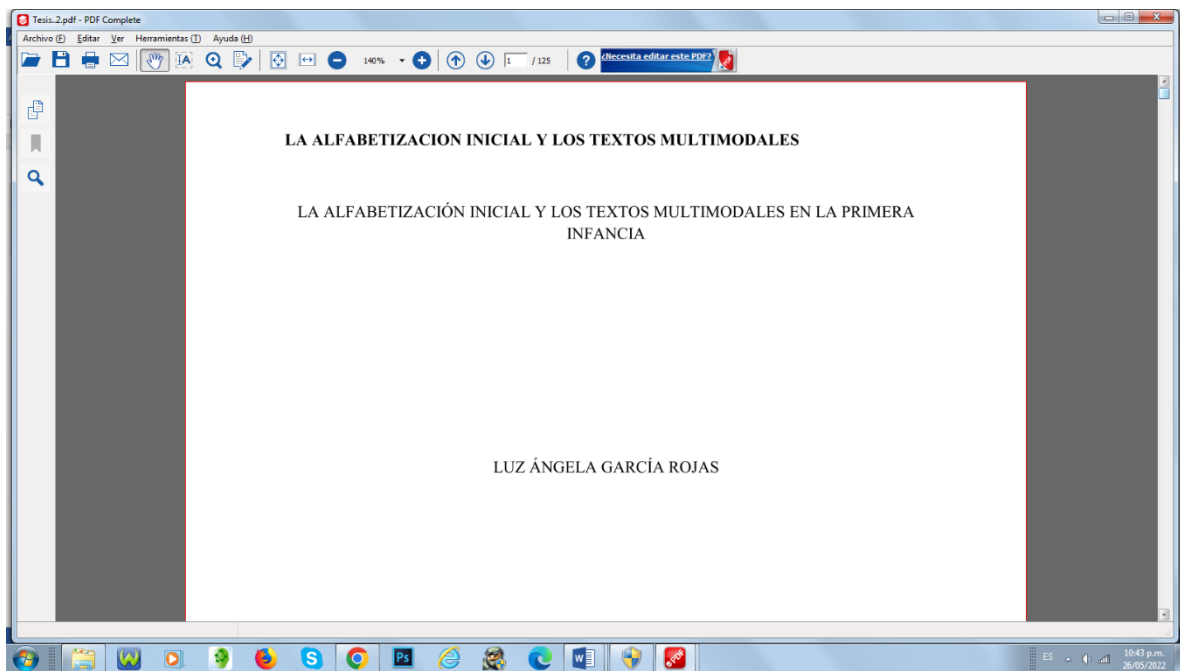 Tesis..2.pdf - PDF Complete
Archivo (F) Editar Ver Herramientas (T) Ayuda (H)
140% 1 / 125 ? ¿Necesita editar este PDF?
LA ALFABETIZACION INICIAL Y LOS TEXTOS MULTIMODALES
LA ALFABETIZACIÓN INICIAL Y LOS TEXTOS MULTIMODALES EN LA PRIMERA
INFANCIA
LUZ ÁNGELA GARCÍA ROJAS
ES 10:43 p.m.
26/05/2022